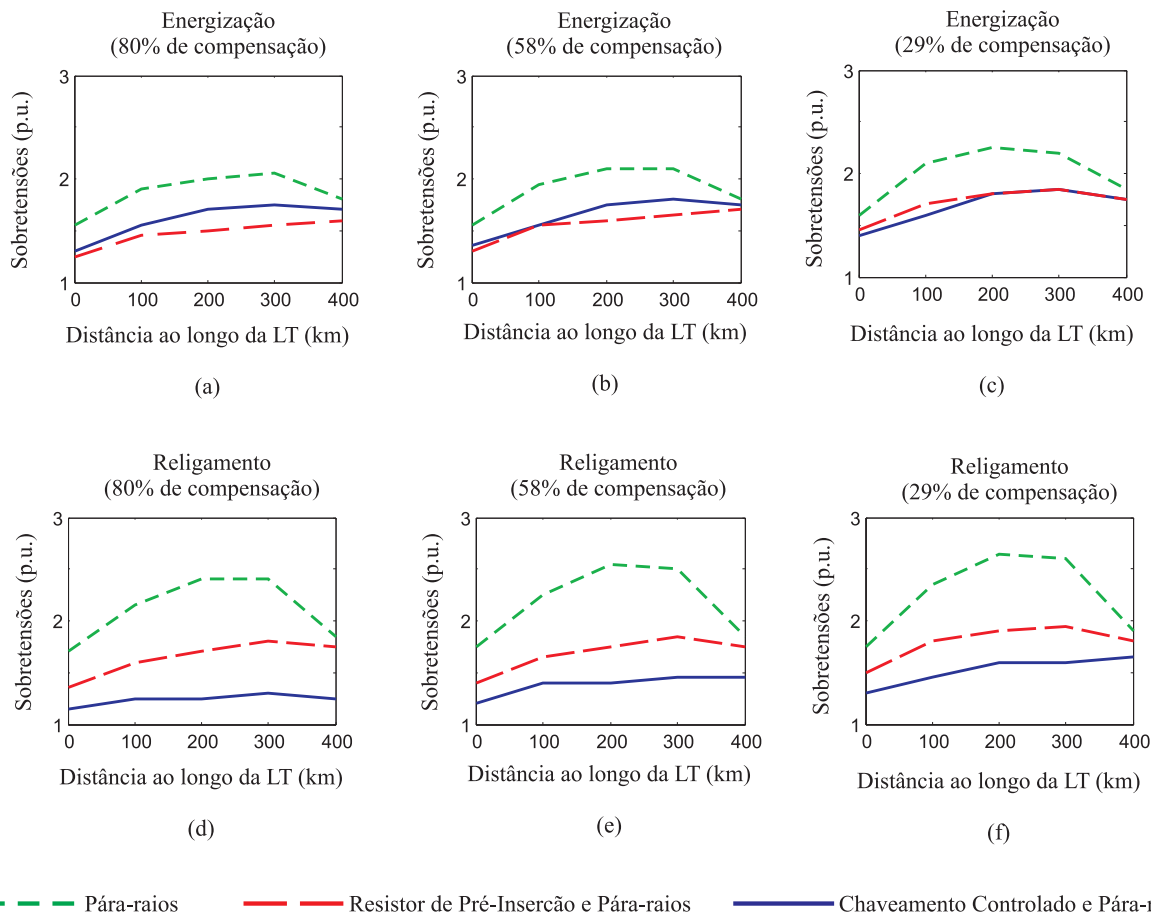 Energização
(80% de compensação)
Energização
(58% de compensação)
Energização
(29% de compensação)
Sobretensões (p.u.)
3
2
1
0 100 200 300 400
Distância ao longo da LT (km)
(a)
Sobretensões (p.u.)
3
2
1
0 100 200 300 400
Distância ao longo da LT (km)
(b)
Sobretensões (p.u.)
3
2
1
0 100 200 300 400
Distância ao longo da LT (km)
(c)
Religamento
(80% de compensação)
Religamento
(58% de compensação)
Religamento
(29% de compensação)
Sobretensões (p.u.)
3
2
1
0 100 200 300 400
Distância ao longo da LT (km)
(d)
Sobretensões (p.u.)
3
2
1
0 100 200 300 400
Distância ao longo da LT (km)
(e)
Sobretensões (p.u.)
3
2
1
0 100 200 300 400
Distância ao longo da LT (km)
(f)
Pára-raios
Resistor de Pré-Inserção e Pára-raios
Chaveamento Controlado e Pára-r